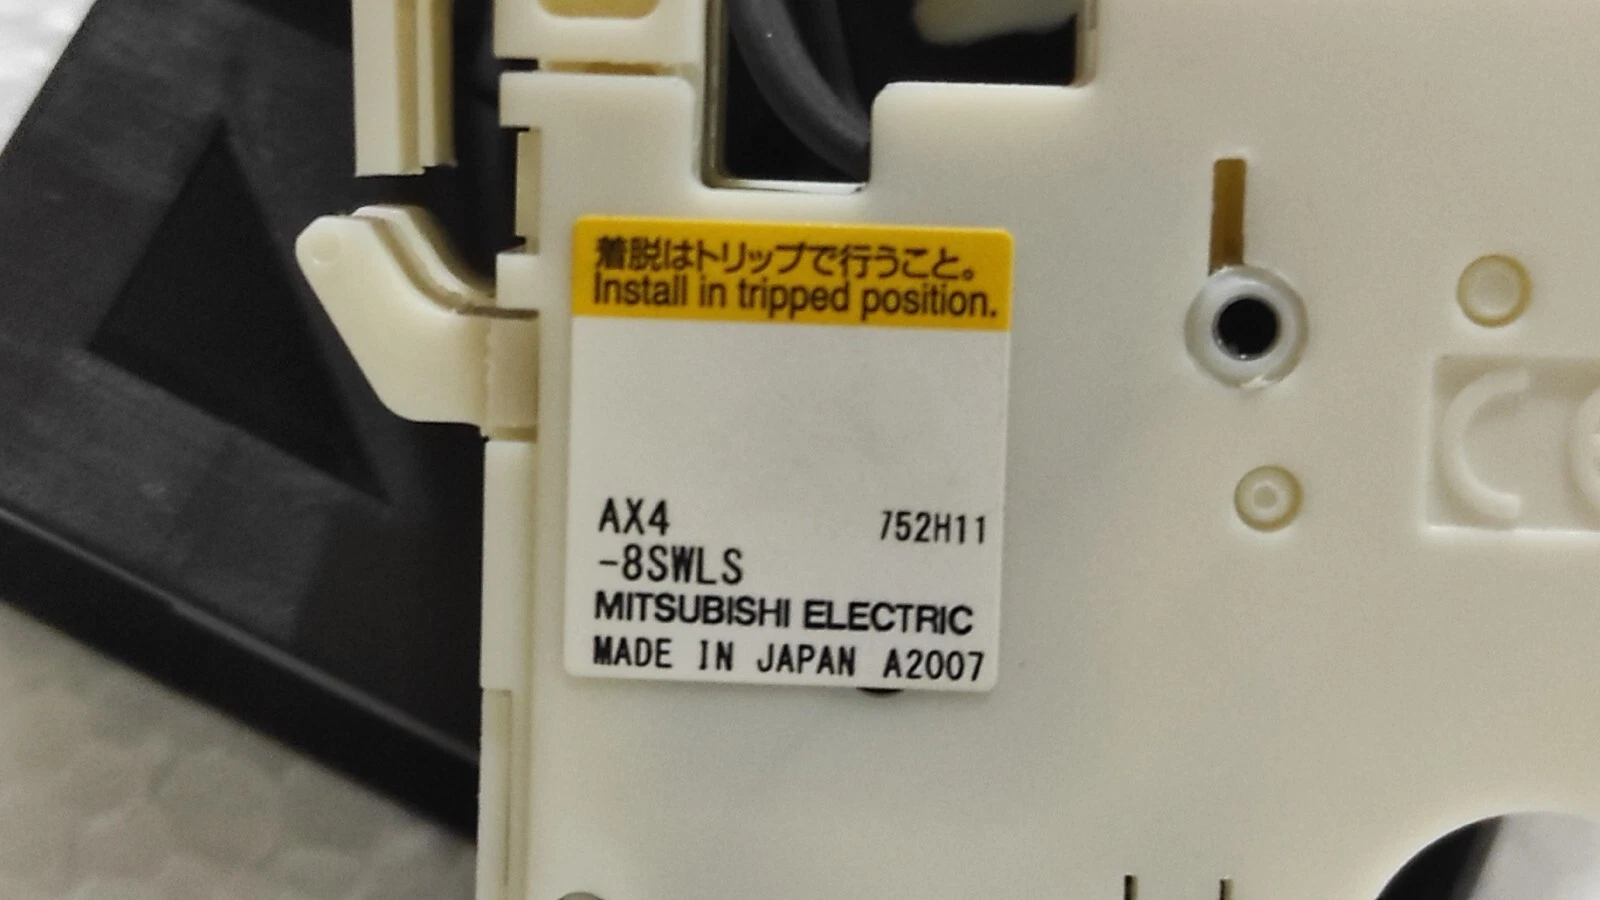 着脱はトリップで行うこと。
Install in tripped position.
AX4 752H11
-8SWLS
MITSUBISHI ELECTRIC
MADE IN JAPAN A2007
CE